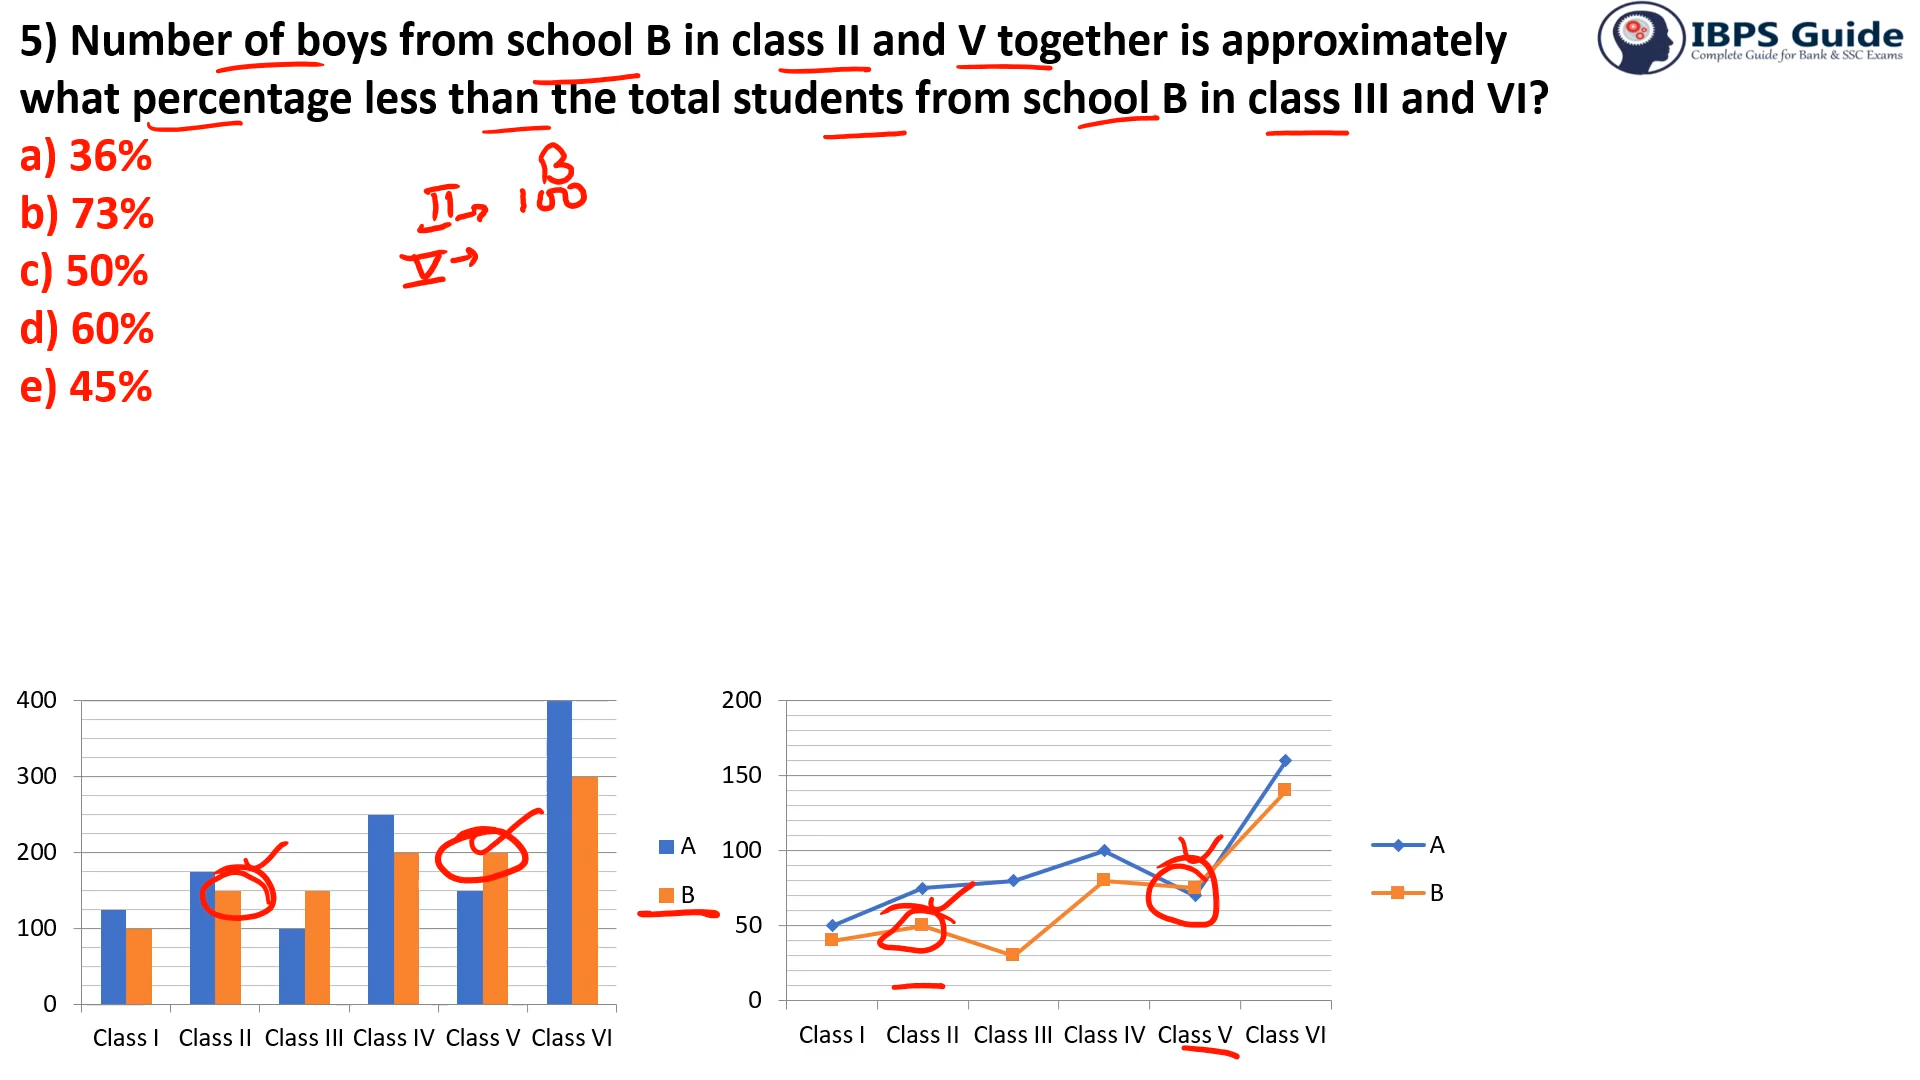 5) Number of boys from school B in class II and V together is approximately
what percentage less than the total students from school B in class III and VI?
a) 36%
b) 73%
c) 50%
d) 60%
e) 45%
IBPS Guide
Complete Guide for Bank & SSC Exams
B
II → 100
V →
400
300
200
100
0
Class I Class II Class III Class IV Class V Class VI
A
B
200
150
100
50
0
Class I Class II Class III Class IV Class V Class VI
A
B